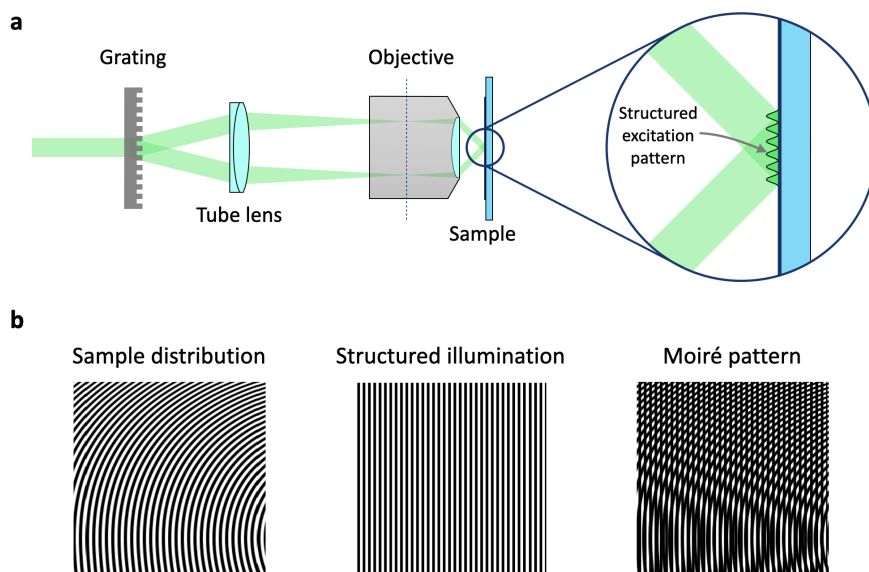 a
Grating
Objective
Structured
excitation
pattern
Tube lens
Sample
b
Sample distribution
Structured illumination
Moiré pattern